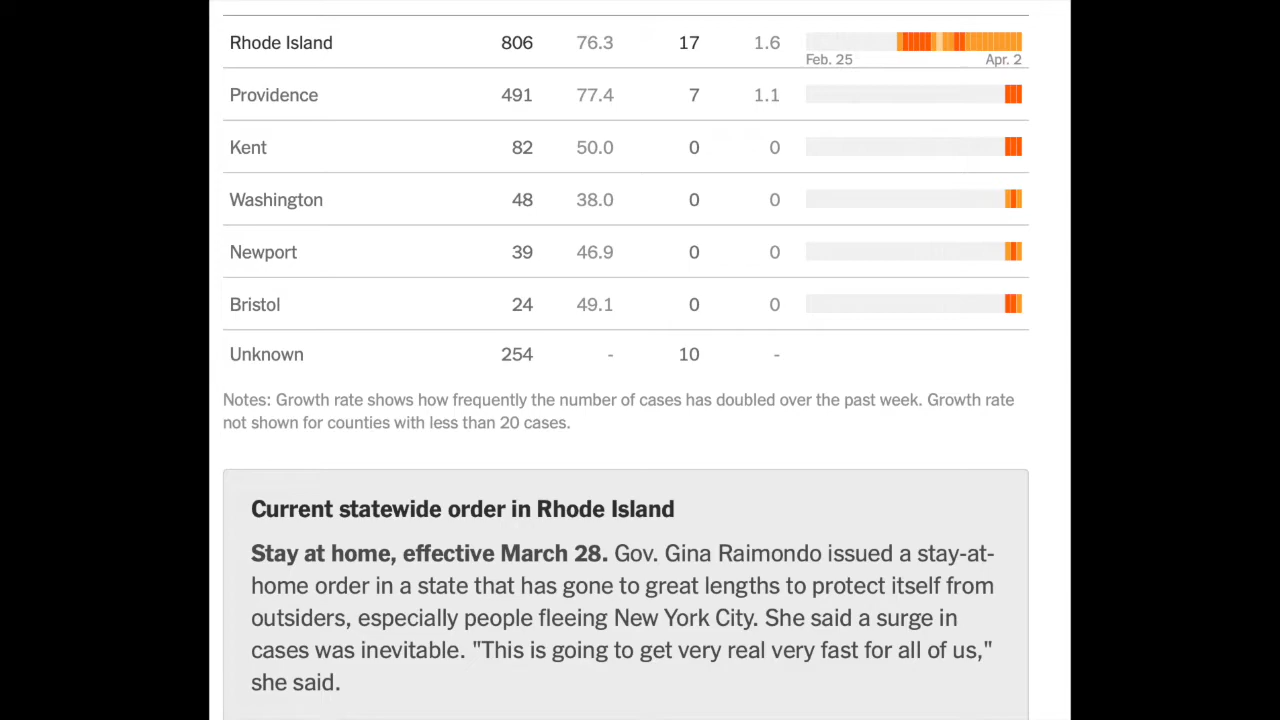 Rhode Island 806 76.3 17 1.6
Feb. 25 Apr. 2
Providence 491 77.4 7 1.1
Kent 82 50.0 0 0
Washington 48 38.0 0 0
Newport 39 46.9 0 0
Bristol 24 49.1 0 0
Unknown 254 - 10 -
Notes: Growth rate shows how frequently the number of cases has doubled over the past week. Growth rate
not shown for counties with less than 20 cases.
Current statewide order in Rhode Island
Stay at home, effective March 28. Gov. Gina Raimondo issued a stay-at-
home order in a state that has gone to great lengths to protect itself from
outsiders, especially people fleeing New York City. She said a surge in
cases was inevitable. "This is going to get very real very fast for all of us,"
she said.